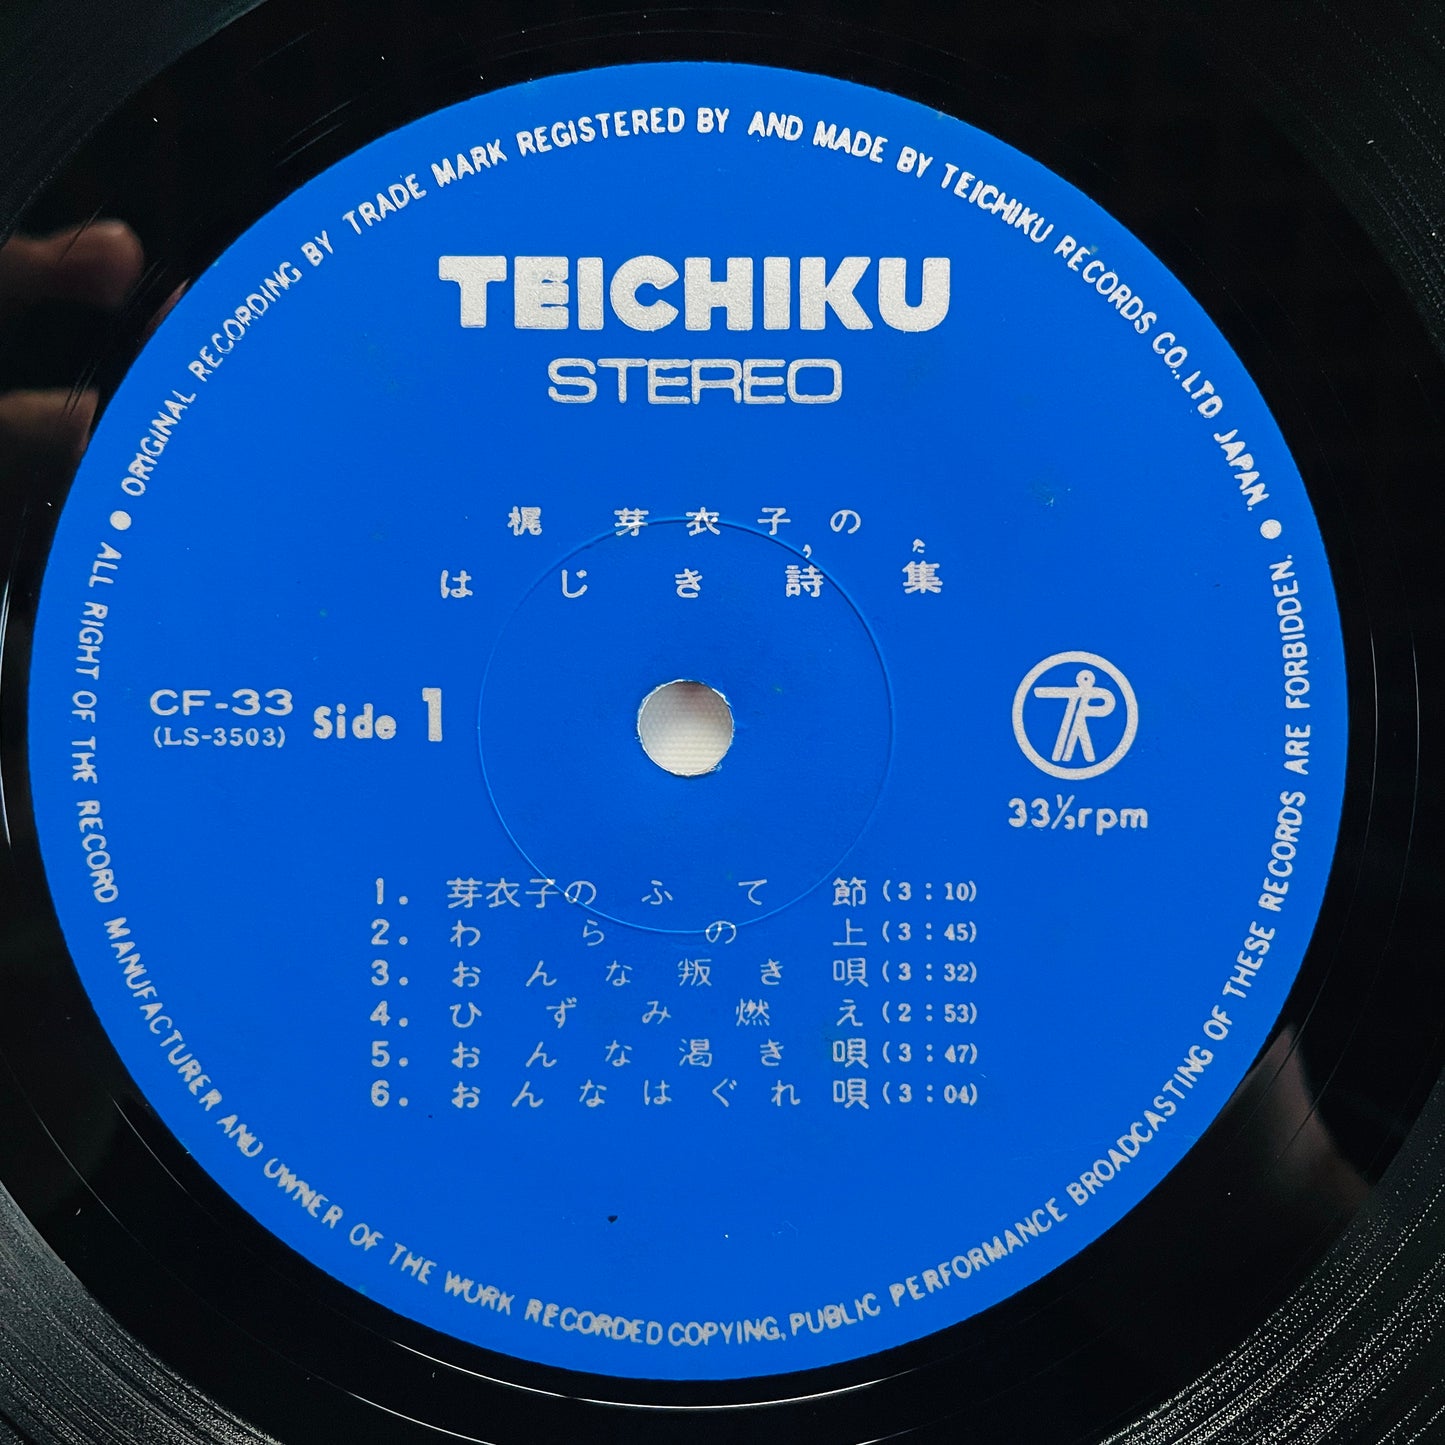 ● ORIGINAL RECORDING BY TRADE MARK REGISTERED BY AND MADE BY TEICHIKU RECORDS CO., LTD JAPAN. ●
TEICHIKU
STEREO
梶芽衣子の
はじき詩集
うた
CF-33
(LS-3503)
Side 1
33⅓rpm
1. 芽衣子のふて節 (3:10)
2. わらの上 (3:45)
3. おんな叛き唄 (3:32)
4. ひずみ燃え (2:53)
5. おんな渇き唄 (3:47)
6. おんなはぐれ唄 (3:04)
ALL RIGHT OF THE RECORD MANUFACTURER AND OWNER OF THE WORK RECORDED COPYING, PUBLIC PERFORMANCE BROADCASTING OF THESE RECORDS ARE FORBIDDEN.